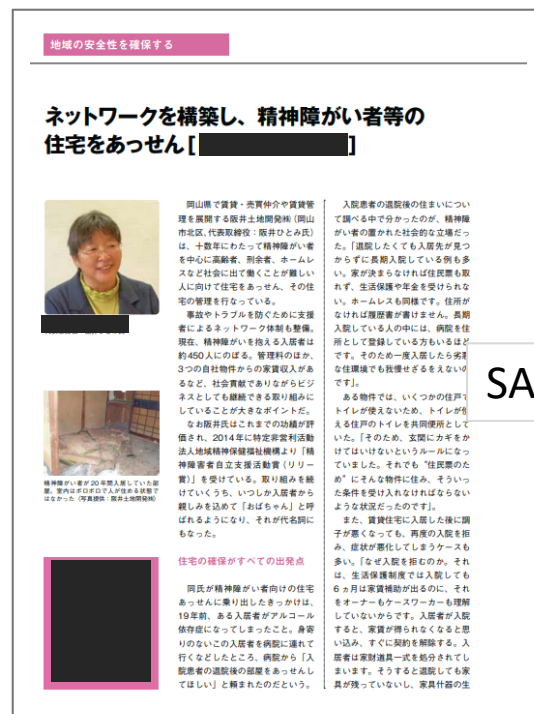 地域の安全性を確保する
ネットワークを構築し、精神障がい者等の
住宅をあっせん [ ]
岡山県で賃貸・売買仲介や賃貸管
理を展開する阪井土地開発㈱(岡山
市北区、代表取締役:阪井ひとみ氏)
は、十数年にわたって精神障がい者
を中心に高齢者、刑余者、ホームレ
スなど社会に出て働くことが難しい
人に向けて住宅をあっせん、その住
宅の管理を行なっている。
事故やトラブルを防ぐために支援
者によるネットワーク体制も整備。
現在、精神障がいを抱える入居者は
約450人にのぼる。管理料のほか、
3つの自社物件からの家賃収入があ
るなど、社会貢献でありながらビジ
ネスとしても継続できる取り組みに
していることが大きなポイントだ。
なお阪井氏はこれまでの功績が評
価され、2014年に特定非営利活動
法人地域精神保健福祉機構より「精
神障害者自立支援活動賞(リリー
賞)」を受けている。取り組みを続
けていくうち、いつしか入居者から
親しみを込めて「おばちゃん」と呼
ばれるようになり、それが代名詞に
もなった。
住宅の確保がすべての出発点
同氏が精神障がい者向けの住宅
あっせんに乗り出したきっかけは、
19年前、ある入居者がアルコール
依存症になってしまったこと。身寄
りのないこの入居者を病院に連れて
行くなどしたところ、病院から「入
院患者の退院後の部屋をあっせんし
てほしい」と頼まれたのだという。
入院患者の退院後の住まいについ
て調べる中で分かったのが、精神障
がい者の置かれた社会的な立場だっ
た。「退院したくても入居先が見つ
からずに長期入院している例も多
い。家が決まらなければ住民票も取
れず、生活保護や年金を受けられな
い。ホームレスも同様です。住所が
なければ履歴書が書けません。長期
入院している人の中には、病院を住
所として登録している方もいるほど
です。そのため一度入居したら劣悪
な住環境でも我慢せざるをえないの
です」。
ある物件では、いくつかの住戸で
トイレが使えないため、トイレが使
える住戸のトイレを共同便所として
いた。「そのため、玄関にカギをか
けてはいけないというルールになっ
ていました。それでも"住民票のた
め"にそんな物件に住み、そういっ
た条件を受け入れなければならない
ような状況だったのです」。
また、賃貸住宅に入居した後に調
子が悪くなっても、再度の入院を拒
み、症状が悪化してしまうケースも
多い。「なぜ入院を拒むのか。それ
は、生活保護制度では入院しても
6ヵ月は家賃補助が出るのに、それ
をオーナーもケースワーカーも理解
していないからです。入居者が入院
すると、家賃が得られなくなると思
い込み、すぐに契約を解除する。入
居者は家財道具一式を処分されてし
まいます。そうすると退院しても家
具が残っていないし、家具什器の生
精神障がい者が20年間入居していた部
屋。室内はボロボロで人が住める状態で
はなかった(写真提供:阪井土地開発㈱)
SA